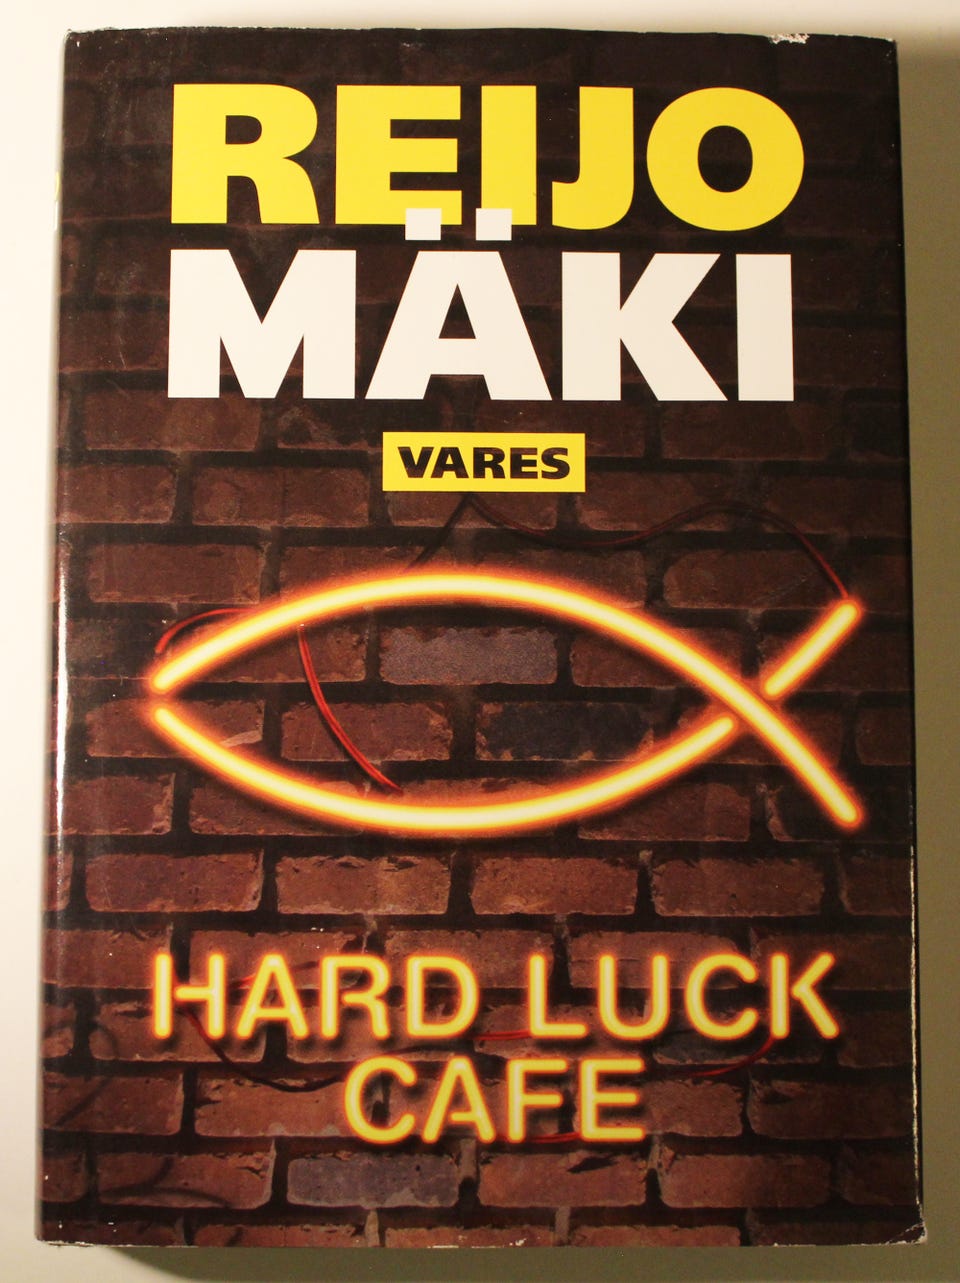 REIJO
MÄKI
VARES
HARD LUCK
CAFE